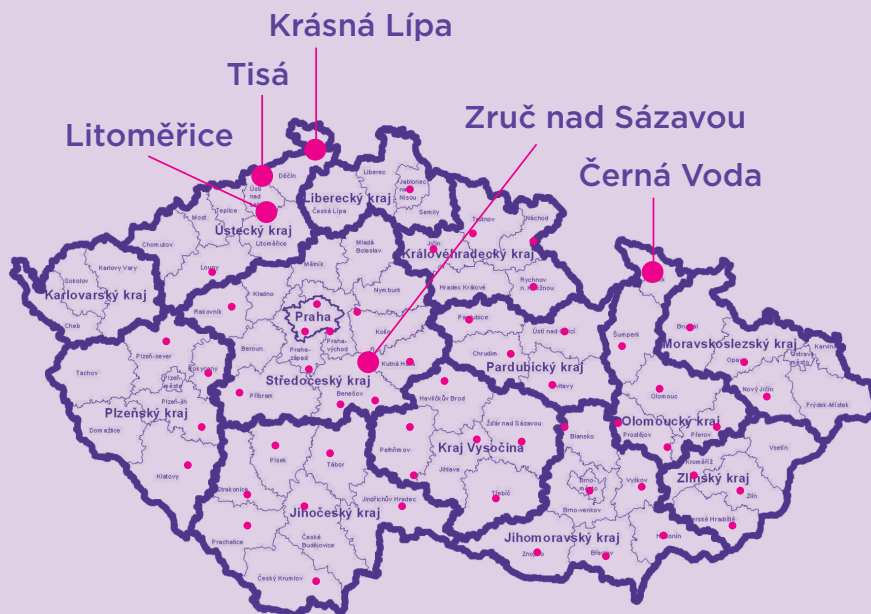 Krásná Lípa
Tisá
Litoměřice
Zruč nad Sázavou
Černá Voda
Děčín
Liberec
Ústí
nad
Jablonec
Nisou
Liberecký kraj
Teplice
Česká Lípa
Semily
Most
Ústecký kraj
Trutnov
Náchod
Chomutov
Litoměřice
Mladá
Boleslav
Jičín
Královéhradecký kraj
Louny
Mělník
Karlovy Vary
Sokolov
Karlovarský kraj
Hradec Králové
Rychnov
Kladno
Nymburk
Rakovník
Praha
Cheb
Kolín
Pardubice
Ústí nad
Šumperk
Bruntál
Moravskoslezský kraj
Karviná
Ostrava-
město
Opava
Plzeň-sever
Beroun
Praha-
západ
Praha-
východ
Chrudim
Pardubický kraj
Kutná Hora
Tachov
Rokycany
Plzeň-
město
Středočeský kraj
Svitavy
Nový Jičín
Frýdek-Místek
Plzeň-jih
Příbram
Benešov
Havlíčkův Brod
Olomouc
Plzeňský kraj
Domažlice
Olomoucký kraj
Prostějov
Přerov
Žďár nad Sázavou
Blansko
Pelhřimov
Kraj Vysočina
Vsetín
Písek
Tábor
Jihlava
Kroměříž
Zlínský kraj
Klatovy
Strakonice
Brno-
město
Vyškov
Zlín
Třebíč
Jindřichův Hradec
Jihočeský kraj
Brno-venkov
Uherské Hradiště
Prachatice
České
Budějovice
Jihomoravský kraj
Hodonín
Znojmo
Břeclav
Český Krumlov